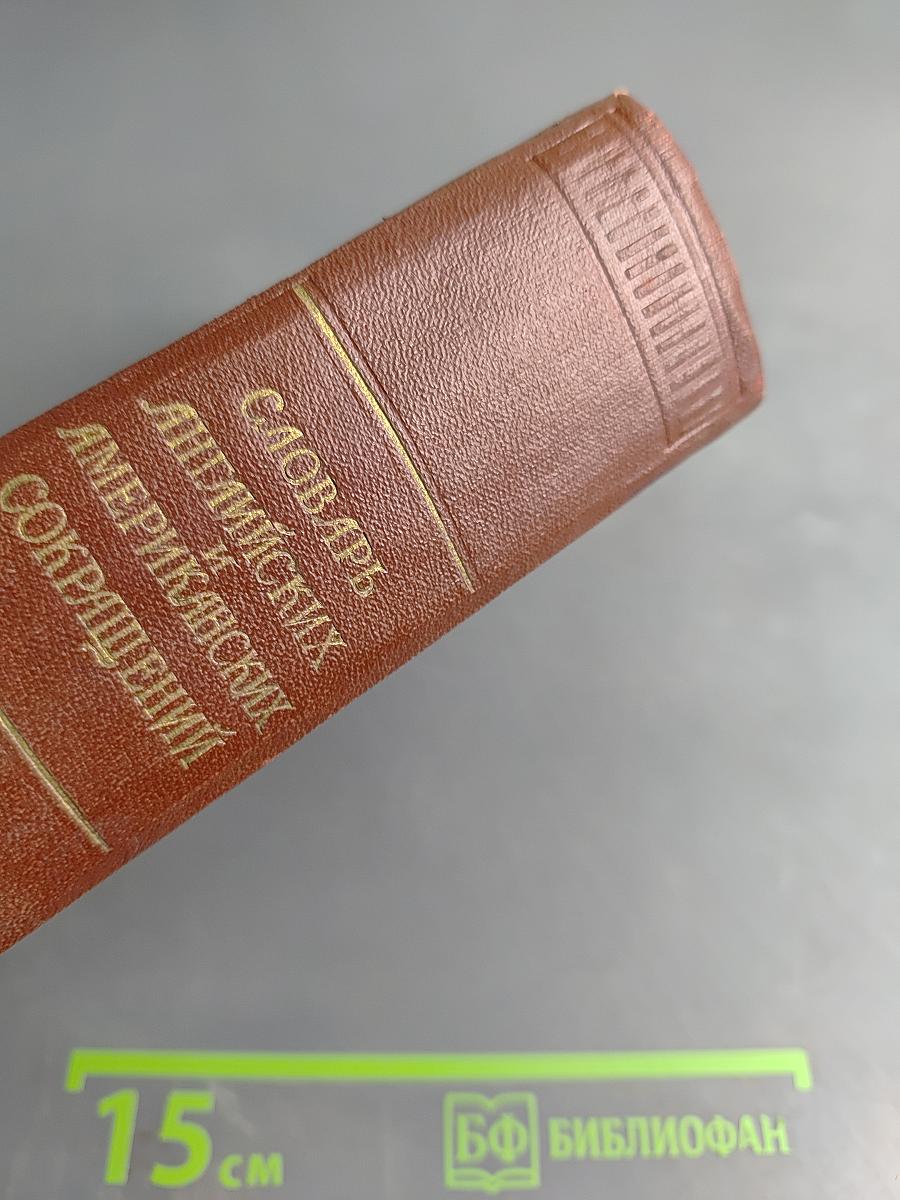 СЛОВАРЬ
АНГЛИЙСКИХ
И
АМЕРИКАНСКИХ
СОКРАЩЕНИЙ
15 см
БФ БИБЛИОФАН